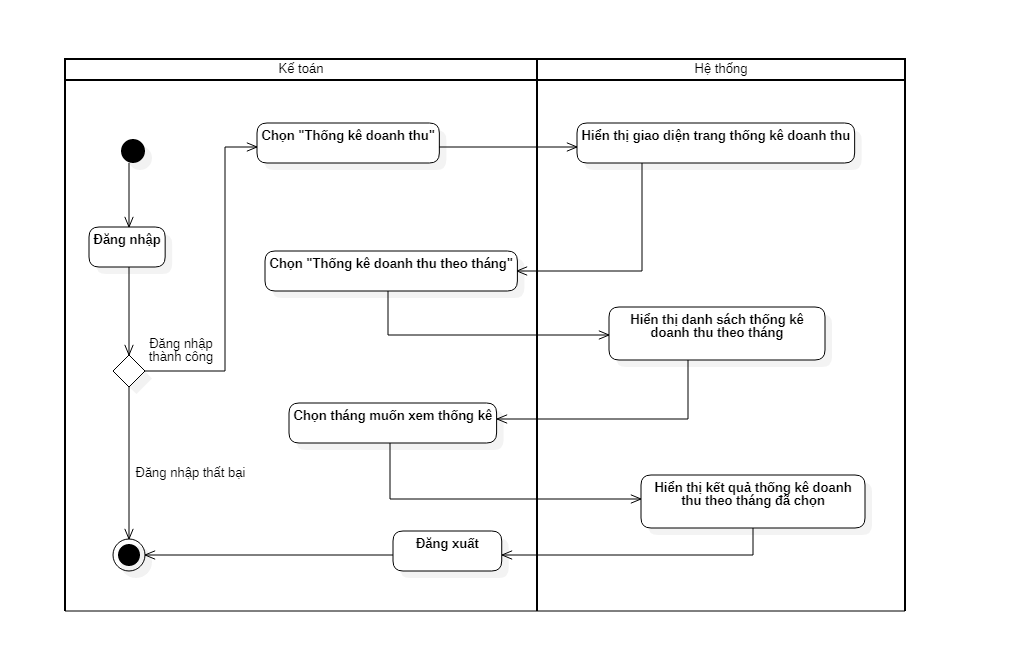 Kế toán
Hệ thống
Chọn "Thống kê doanh thu"
Hiển thị giao diện trang thống kê doanh thu
Đăng nhập
Chọn "Thống kê doanh thu theo tháng"
Hiển thị danh sách thống kê
doanh thu theo tháng
Đăng nhập
thành công
Chọn tháng muốn xem thống kê
Đăng nhập thất bại
Hiển thị kết quả thống kê doanh
thu theo tháng đã chọn
Đăng xuất